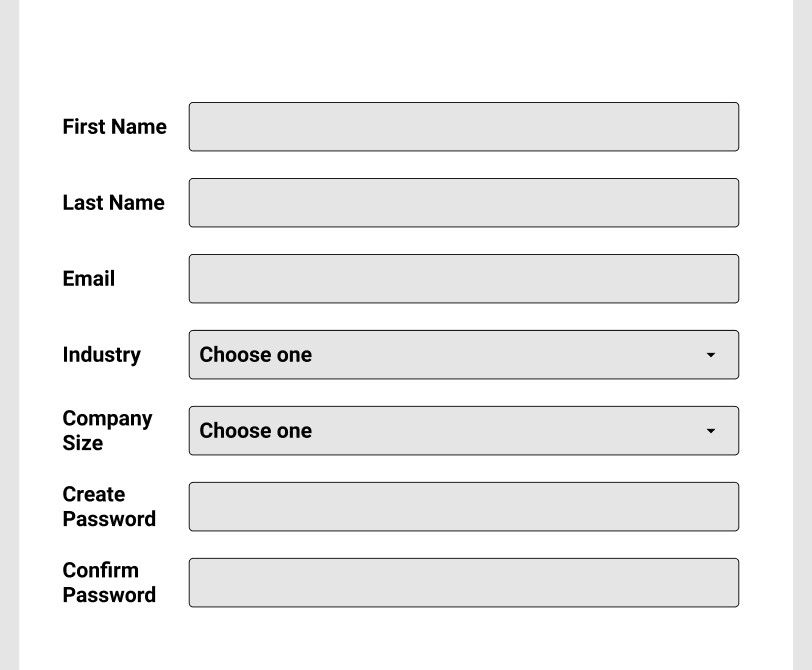 First Name
Last Name
Email
Industry
Choose one
Company
Size
Choose one
Create
Password
Confirm
Password